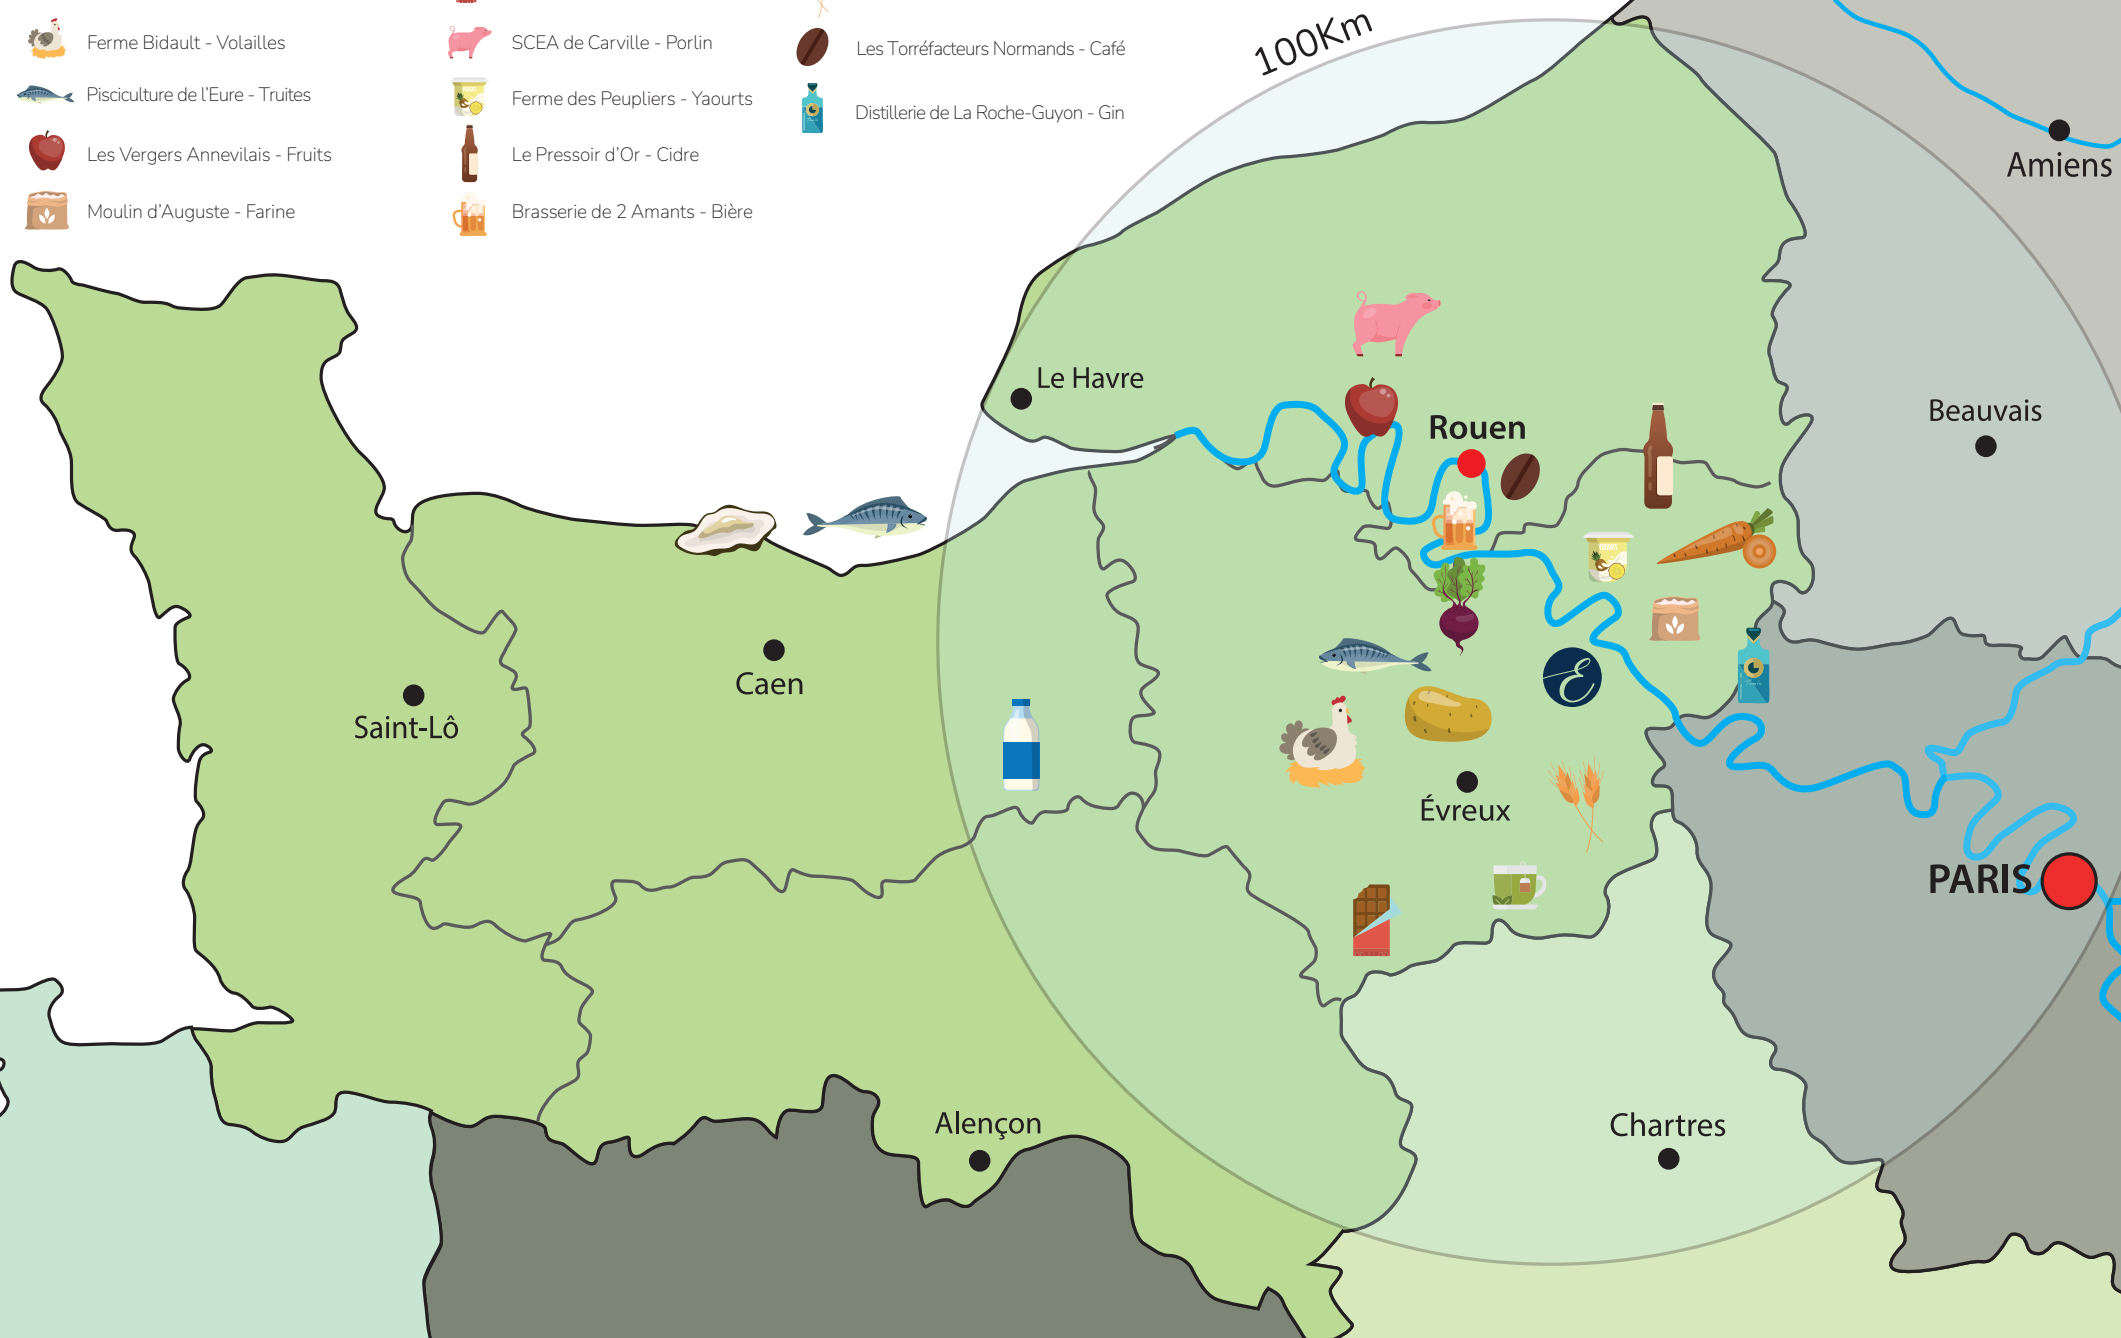 Ferme Bidault - Volailles
Pisciculture de l'Eure - Truites
Les Vergers Annevilais - Fruits
Moulin d'Auguste - Farine
SCEA de Carville - Porlin
Ferme des Peupliers - Yaourts
Le Pressoir d'Or - Cidre
Brasserie de 2 Amants - Bière
Les Torréfacteurs Normands - Café
Distillerie de La Roche-Guyon - Gin
100Km
Amiens
Le Havre
Rouen
Beauvais
Caen
Saint-Lô
E
Évreux
PARIS
Alençon
Chartres